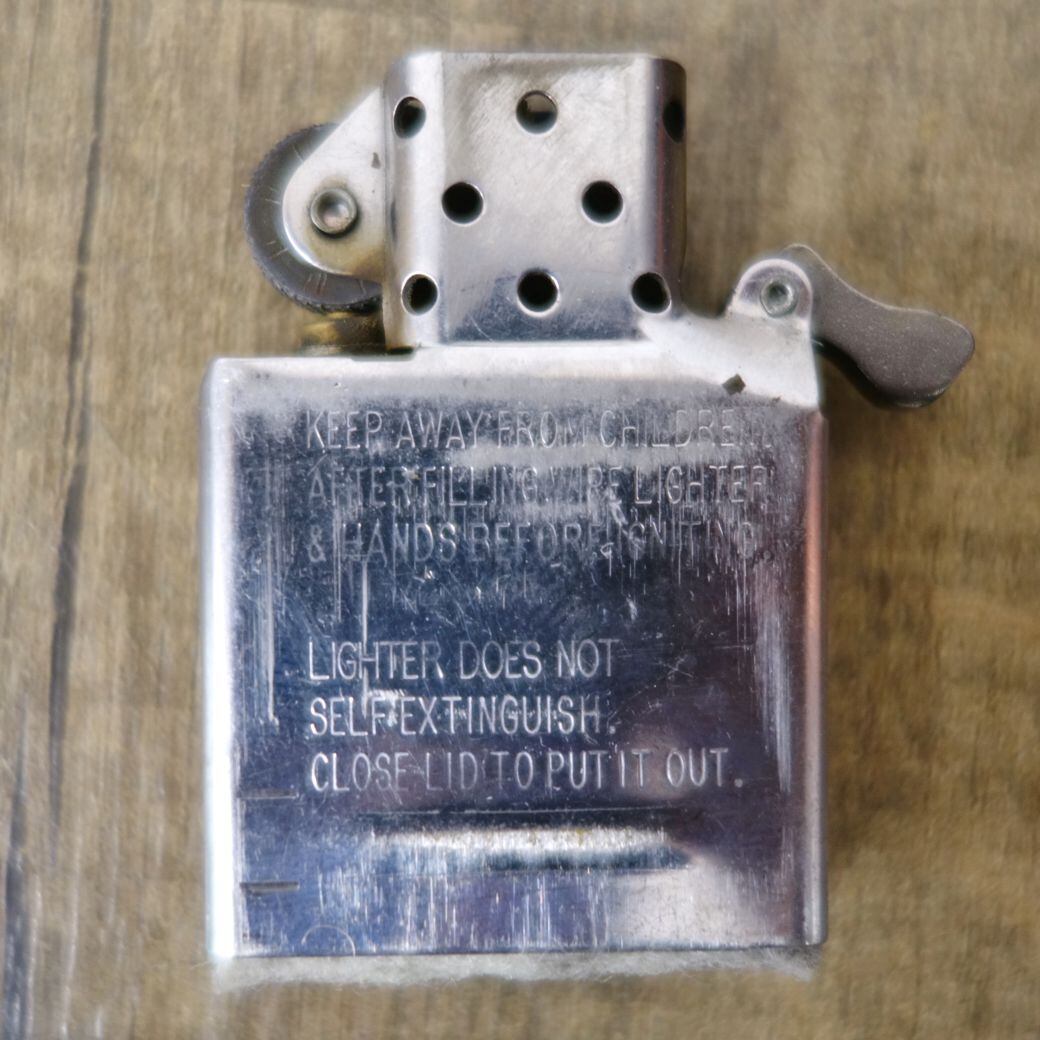 KEEP AWAY FROM CHILDREN.
AFTER FILLING WIPE LIGHTER
& HANDS BEFORE IGNITING.
LIGHTER DOES NOT
SELF EXTINGUISH.
CLOSE LID TO PUT IT OUT.